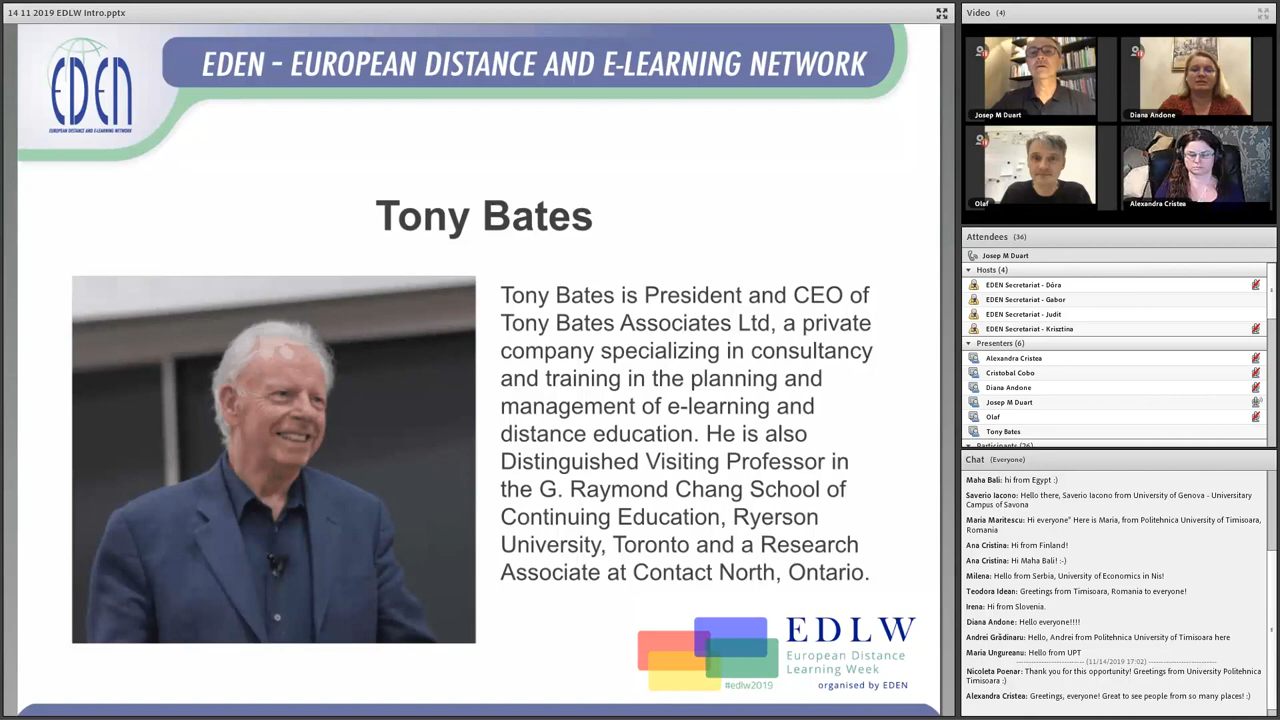 14 11 2019 EDLW Intro.pptx
EDEN
EUROPEAN DISTANCE AND E-LEARNING NETWORK
EDEN – EUROPEAN DISTANCE AND E-LEARNING NETWORK
Tony Bates
Tony Bates is President and CEO of
Tony Bates Associates Ltd, a private
company specializing in consultancy
and training in the planning and
management of e-learning and
distance education. He is also
Distinguished Visiting Professor in
the G. Raymond Chang School of
Continuing Education, Ryerson
University, Toronto and a Research
Associate at Contact North, Ontario.
EDLW
European Distance
Learning Week
#edlw2019
organised by EDEN
Video (4)
Josep M Duart
Diana Andone
Olaf
Alexandra Cristea
Attendees (36)
Josep M Duart
Hosts (4)
EDEN Secretariat - Dóra
EDEN Secretariat - Gabor
EDEN Secretariat - Judit
EDEN Secretariat - Krisztina
Presenters (6)
Alexandra Cristea
Cristobal Cobo
Diana Andone
Josep M Duart
Olaf
Tony Bates
Participants (26)
Chat (Everyone)
Maha Bali: hi from Egypt :)
Saverio Iacono: Hello there, Saverio Iacono from University of Genova - Universitary
Campus of Savona
Maria Maritescu: Hi everyone" Here is Maria, from Politehnica University of Timisoara,
Romania
Ana Cristina: Hi from Finland!
Ana Cristina: Hi Maha Bali! :-)
Milena: Hello from Serbia, University of Economics in Nis!
Teodora Idean: Greetings from Timisoara, Romania to everyone!
Irena: Hi from Slovenia.
Diana Andone: Hello everyone!!!!
Andrei Grădinaru: Hello, Andrei from Politehnica University of Timisoara here
Maria Ungureanu: Hello from UPT
(11/14/2019 17:02)
Nicoleta Poenar: Thank you for this opportunity! Greetings from University Politehnica
Timisoara :)
Alexandra Cristea: Greetings, everyone! Great to see people from so many places! :)